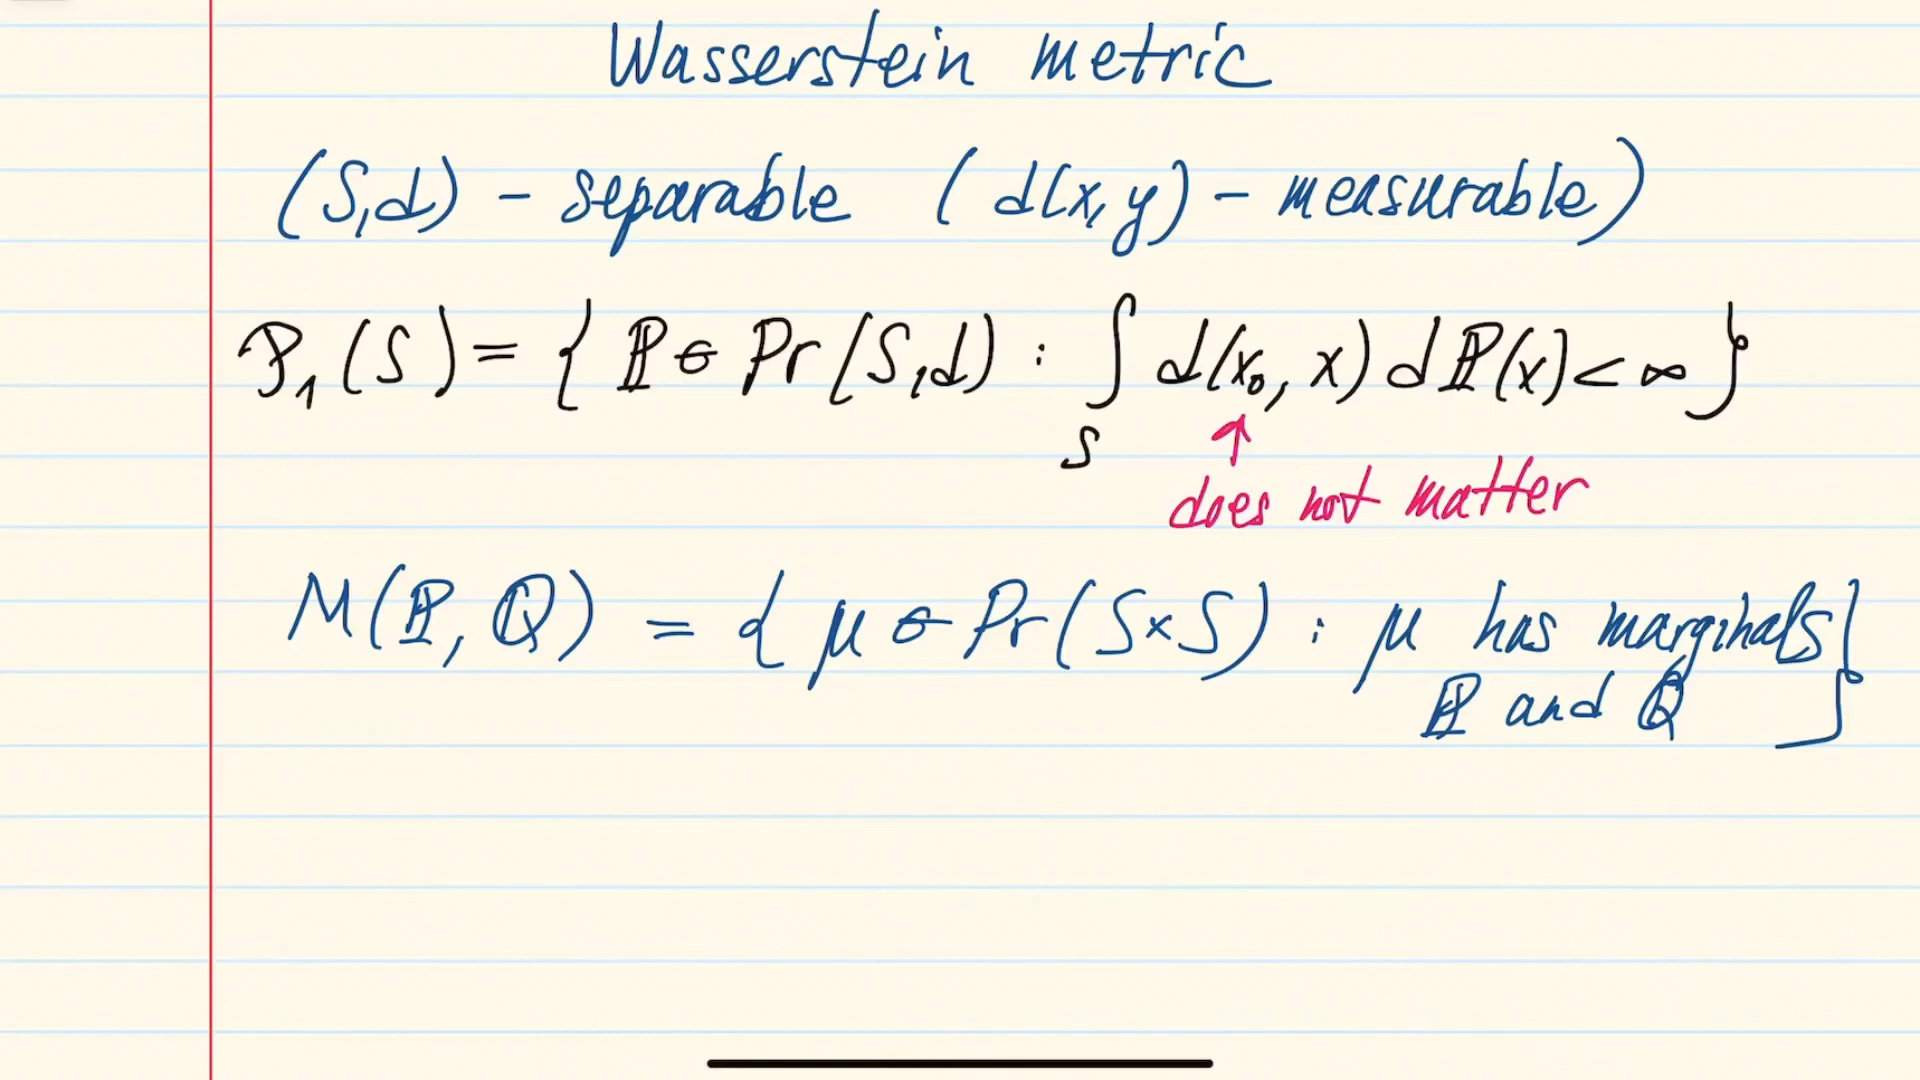 Wasserstein metric
(S,d) - separable (d(x,y) - measurable)
𝒫₁(S) = { ℙ ∈ Pr(S,d) : ∫_S d(x₀, x) dℙ(x) < ∞ }
↑
does not matter
M(ℙ, ℚ) = { μ ∈ Pr(S×S) : μ has marginals
ℙ and ℚ }